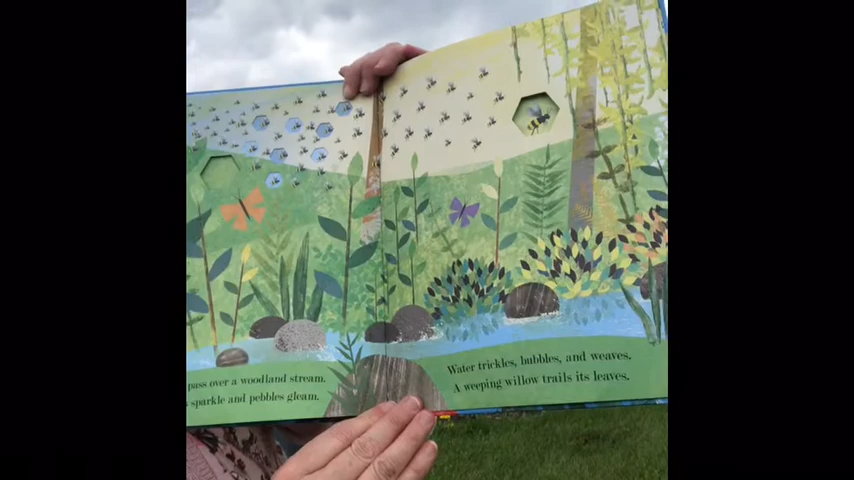 pass over a woodland stream.
sparkle and pebbles gleam.
Water trickles, bubbles, and weaves.
A weeping willow trails its leaves.